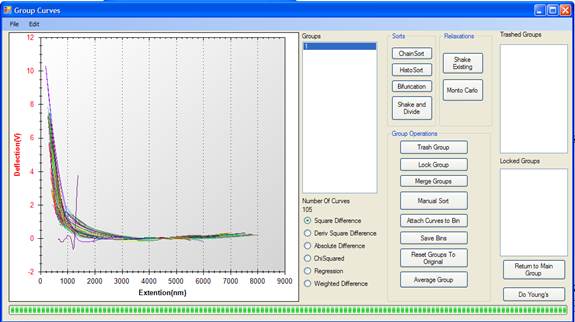 Group Curves
File Edit
Groups
1
Sorts
ChainSort
HistoSort
Bifurcation
Shake and
Divide
Relaxations
Shake
Existing
Monto Carlo
Trashed Groups
Group Operations
Trash Group
Lock Group
Merge Groups
Manual Sort
Attach Curves to Bin
Save Bins
Reset Groups To
Original
Average Group
Locked Groups
Return to Main
Group
Do Young's
Number Of Curves
105
Square Difference
Deriv Square Difference
Absolute Difference
ChiSquared
Regression
Weighted Difference
Deflection(V)
12
10
8
6
4
2
0
-2
0 1000 2000 3000 4000 5000 6000 7000 8000 9000
Extention(nm)